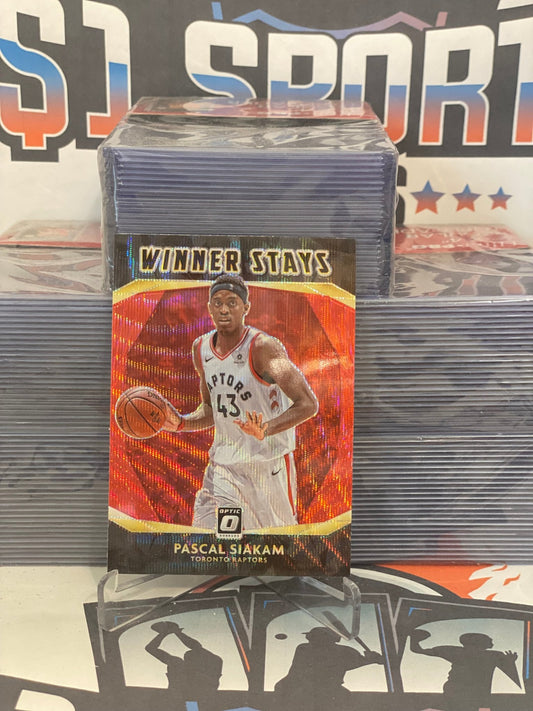 $1 SPORT
WINNER STAYS
RAPTORS
43
OPTIC
PASCAL SIAKAM
TORONTO RAPTORS